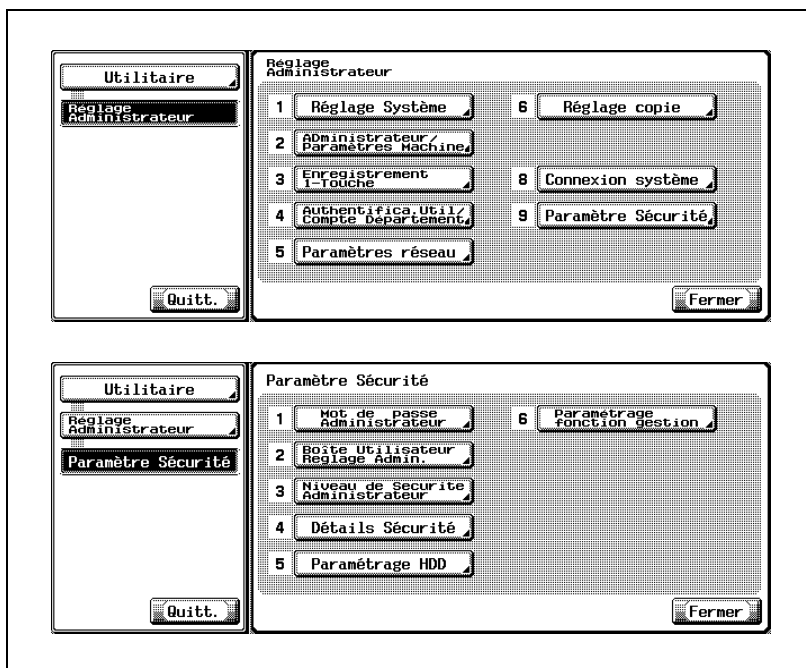 Utilitaire
Réglage
Administrateur
Quitt.
Réglage
Administrateur
1 Réglage Système
2 ADministrateur/
Paramètres Machine
3 Enregistrement
1-Touche
4 Authentifica.Util/
Compte Département
5 Paramètres réseau
6 Réglage copie
8 Connexion système
9 Paramètre Sécurité
Fermer
Utilitaire
Réglage
Administrateur
Paramètre Sécurité
Quitt.
Paramètre Sécurité
1 Mot de passe
Administrateur
2 Boîte Utilisateur
Réglage Admin.
3 Niveau de Sécurité
Administrateur
4 Détails Sécurité
5 Paramétrage HDD
6 Paramétrage
fonction gestion
Fermer